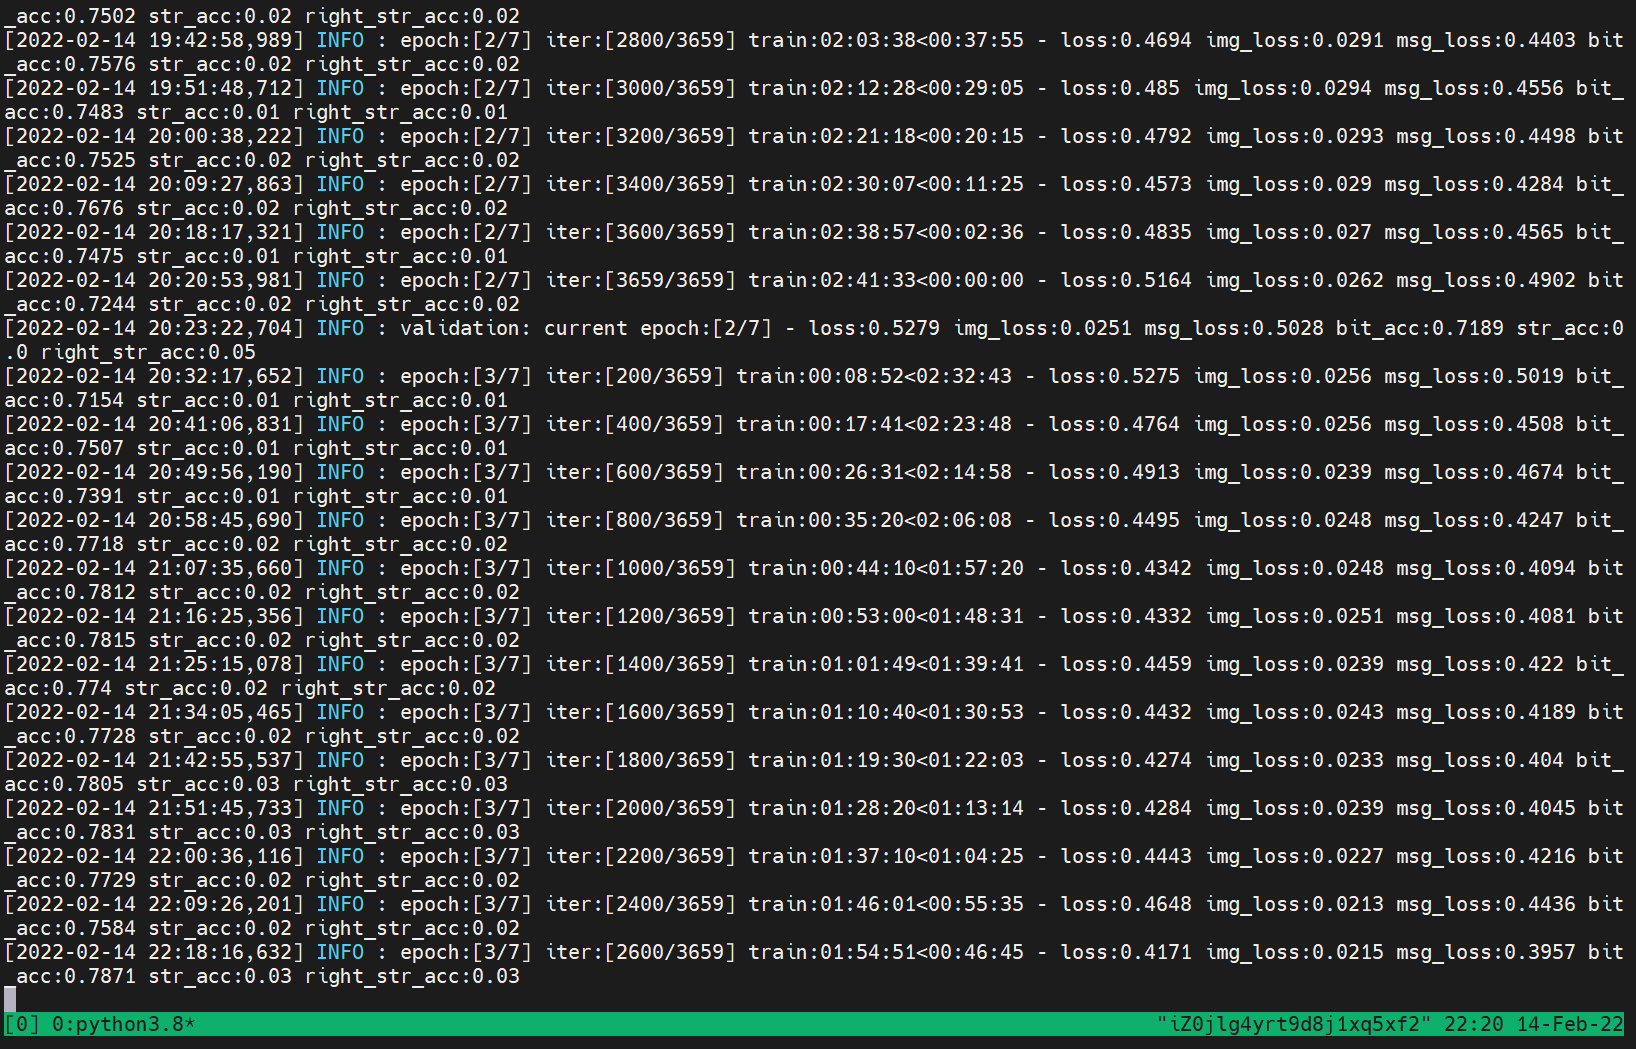 _acc:0.7502 str_acc:0.02 right_str_acc:0.02
[2022-02-14 19:42:58,989] INFO : epoch:[2/7] iter:[2800/3659] train:02:03:38<00:37:55 - loss:0.4694 img_loss:0.0291 msg_loss:0.4403 bit
_acc:0.7576 str_acc:0.02 right_str_acc:0.02
[2022-02-14 19:51:48,712] INFO : epoch:[2/7] iter:[3000/3659] train:02:12:28<00:29:05 - loss:0.485 img_loss:0.0294 msg_loss:0.4556 bit_
acc:0.7483 str_acc:0.01 right_str_acc:0.01
[2022-02-14 20:00:38,222] INFO : epoch:[2/7] iter:[3200/3659] train:02:21:18<00:20:15 - loss:0.4792 img_loss:0.0293 msg_loss:0.4498 bit
_acc:0.7525 str_acc:0.02 right_str_acc:0.02
[2022-02-14 20:09:27,863] INFO : epoch:[2/7] iter:[3400/3659] train:02:30:07<00:11:25 - loss:0.4573 img_loss:0.029 msg_loss:0.4284 bit_
acc:0.7676 str_acc:0.02 right_str_acc:0.02
[2022-02-14 20:18:17,321] INFO : epoch:[2/7] iter:[3600/3659] train:02:38:57<00:02:36 - loss:0.4835 img_loss:0.027 msg_loss:0.4565 bit_
acc:0.7475 str_acc:0.01 right_str_acc:0.01
[2022-02-14 20:20:53,981] INFO : epoch:[2/7] iter:[3659/3659] train:02:41:33<00:00:00 - loss:0.5164 img_loss:0.0262 msg_loss:0.4902 bit
_acc:0.7244 str_acc:0.02 right_str_acc:0.02
[2022-02-14 20:23:22,704] INFO : validation: current epoch:[2/7] - loss:0.5279 img_loss:0.0251 msg_loss:0.5028 bit_acc:0.7189 str_acc:0
.0 right_str_acc:0.05
[2022-02-14 20:32:17,652] INFO : epoch:[3/7] iter:[200/3659] train:00:08:52<02:32:43 - loss:0.5275 img_loss:0.0256 msg_loss:0.5019 bit_
acc:0.7154 str_acc:0.01 right_str_acc:0.01
[2022-02-14 20:41:06,831] INFO : epoch:[3/7] iter:[400/3659] train:00:17:41<02:23:48 - loss:0.4764 img_loss:0.0256 msg_loss:0.4508 bit_
acc:0.7507 str_acc:0.01 right_str_acc:0.01
[2022-02-14 20:49:56,190] INFO : epoch:[3/7] iter:[600/3659] train:00:26:31<02:14:58 - loss:0.4913 img_loss:0.0239 msg_loss:0.4674 bit_
acc:0.7391 str_acc:0.01 right_str_acc:0.01
[2022-02-14 20:58:45,690] INFO : epoch:[3/7] iter:[800/3659] train:00:35:20<02:06:08 - loss:0.4495 img_loss:0.0248 msg_loss:0.4247 bit_
acc:0.7718 str_acc:0.02 right_str_acc:0.02
[2022-02-14 21:07:35,660] INFO : epoch:[3/7] iter:[1000/3659] train:00:44:10<01:57:20 - loss:0.4342 img_loss:0.0248 msg_loss:0.4094 bit
_acc:0.7812 str_acc:0.02 right_str_acc:0.02
[2022-02-14 21:16:25,356] INFO : epoch:[3/7] iter:[1200/3659] train:00:53:00<01:48:31 - loss:0.4332 img_loss:0.0251 msg_loss:0.4081 bit
_acc:0.7815 str_acc:0.02 right_str_acc:0.02
[2022-02-14 21:25:15,078] INFO : epoch:[3/7] iter:[1400/3659] train:01:01:49<01:39:41 - loss:0.4459 img_loss:0.0239 msg_loss:0.422 bit_
acc:0.774 str_acc:0.02 right_str_acc:0.02
[2022-02-14 21:34:05,465] INFO : epoch:[3/7] iter:[1600/3659] train:01:10:40<01:30:53 - loss:0.4432 img_loss:0.0243 msg_loss:0.4189 bit
_acc:0.7728 str_acc:0.02 right_str_acc:0.02
[2022-02-14 21:42:55,537] INFO : epoch:[3/7] iter:[1800/3659] train:01:19:30<01:22:03 - loss:0.4274 img_loss:0.0233 msg_loss:0.404 bit_
acc:0.7805 str_acc:0.03 right_str_acc:0.03
[2022-02-14 21:51:45,733] INFO : epoch:[3/7] iter:[2000/3659] train:01:28:20<01:13:14 - loss:0.4284 img_loss:0.0239 msg_loss:0.4045 bit
_acc:0.7831 str_acc:0.03 right_str_acc:0.03
[2022-02-14 22:00:36,116] INFO : epoch:[3/7] iter:[2200/3659] train:01:37:10<01:04:25 - loss:0.4443 img_loss:0.0227 msg_loss:0.4216 bit
_acc:0.7729 str_acc:0.02 right_str_acc:0.02
[2022-02-14 22:09:26,201] INFO : epoch:[3/7] iter:[2400/3659] train:01:46:01<00:55:35 - loss:0.4648 img_loss:0.0213 msg_loss:0.4436 bit
_acc:0.7584 str_acc:0.02 right_str_acc:0.02
[2022-02-14 22:18:16,632] INFO : epoch:[3/7] iter:[2600/3659] train:01:54:51<00:46:45 - loss:0.4171 img_loss:0.0215 msg_loss:0.3957 bit
_acc:0.7871 str_acc:0.03 right_str_acc:0.03
[0] 0:python3.8* "iZ0jlg4yrt9d8j1xq5xf2" 22:20 14-Feb-22